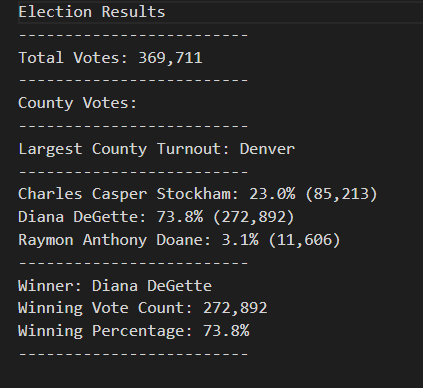 Election Results
-------------------------
Total Votes: 369,711
-------------------------
County Votes:
-------------------------
Largest County Turnout: Denver
-------------------------
Charles Casper Stockham: 23.0% (85,213)
Diana DeGette: 73.8% (272,892)
Raymon Anthony Doane: 3.1% (11,606)
-------------------------
Winner: Diana DeGette
Winning Vote Count: 272,892
Winning Percentage: 73.8%
-------------------------